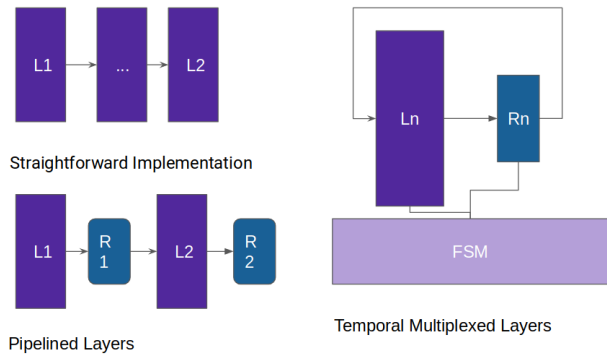 L1
...
L2
Straightforward Implementation
L1
R
1
L2
R
2
Pipelined Layers
Ln
Rn
FSM
Temporal Multiplexed Layers